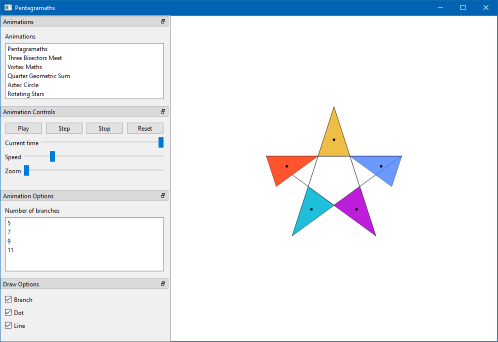 Pentagramaths
Animations
Animations
Pentagramaths
Three Bisectors Meet
Vortex Maths
Quarter Geometric Sum
Aztec Circle
Rotating Stars
Animation Controls
Play Step Stop Reset
Current time
Speed
Zoom
Animation Options
Number of branches
5
7
9
11
Draw Options
Branch
Dot
Line